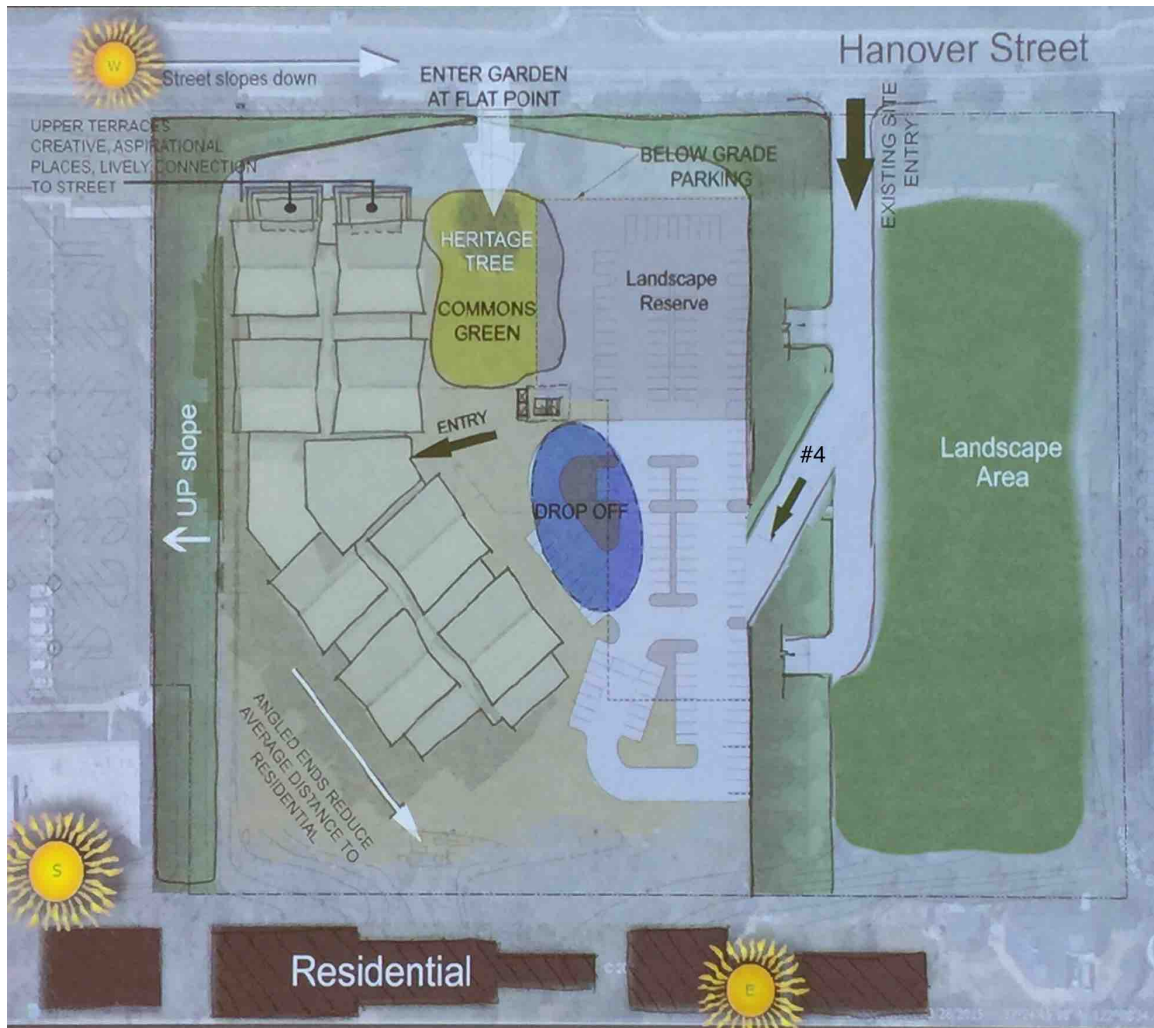 Hanover Street
W
Street slopes down
ENTER GARDEN
AT FLAT POINT
EXISTING SITE
ENTRY
UPPER TERRACES
CREATIVE, ASPIRATIONAL
PLACES, LIVELY CONNECTION
TO STREET
BELOW GRADE
PARKING
HERITAGE
TREE
COMMONS
GREEN
Landscape
Reserve
ENTRY
UP slope
DROP OFF
#4
Landscape
Area
ANGLED ENDS REDUCE
AVERAGE DISTANCE TO
RESIDENTIAL
S
Residential
E